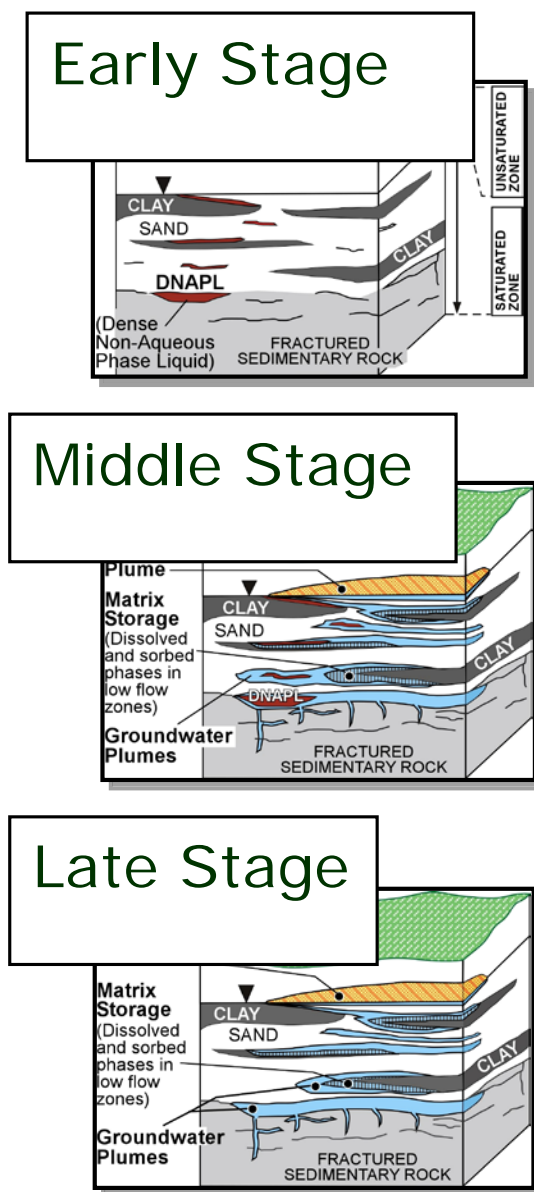 Early Stage
UNSATURATED
ZONE
CLAY
SAND
CLAY
SATURATED
ZONE
DNAPL
(Dense
Non-Aqueous
Phase Liquid)
FRACTURED
SEDIMENTARY ROCK
Middle Stage
Plume
Matrix
Storage
(Dissolved
and sorbed
phases in
low flow
zones)
CLAY
SAND
CLAY
DNAPL
Groundwater
Plumes
FRACTURED
SEDIMENTARY ROCK
Late Stage
Matrix
Storage
(Dissolved
and sorbed
phases in
low flow
zones)
CLAY
SAND
CLAY
Groundwater
Plumes
FRACTURED
SEDIMENTARY ROCK